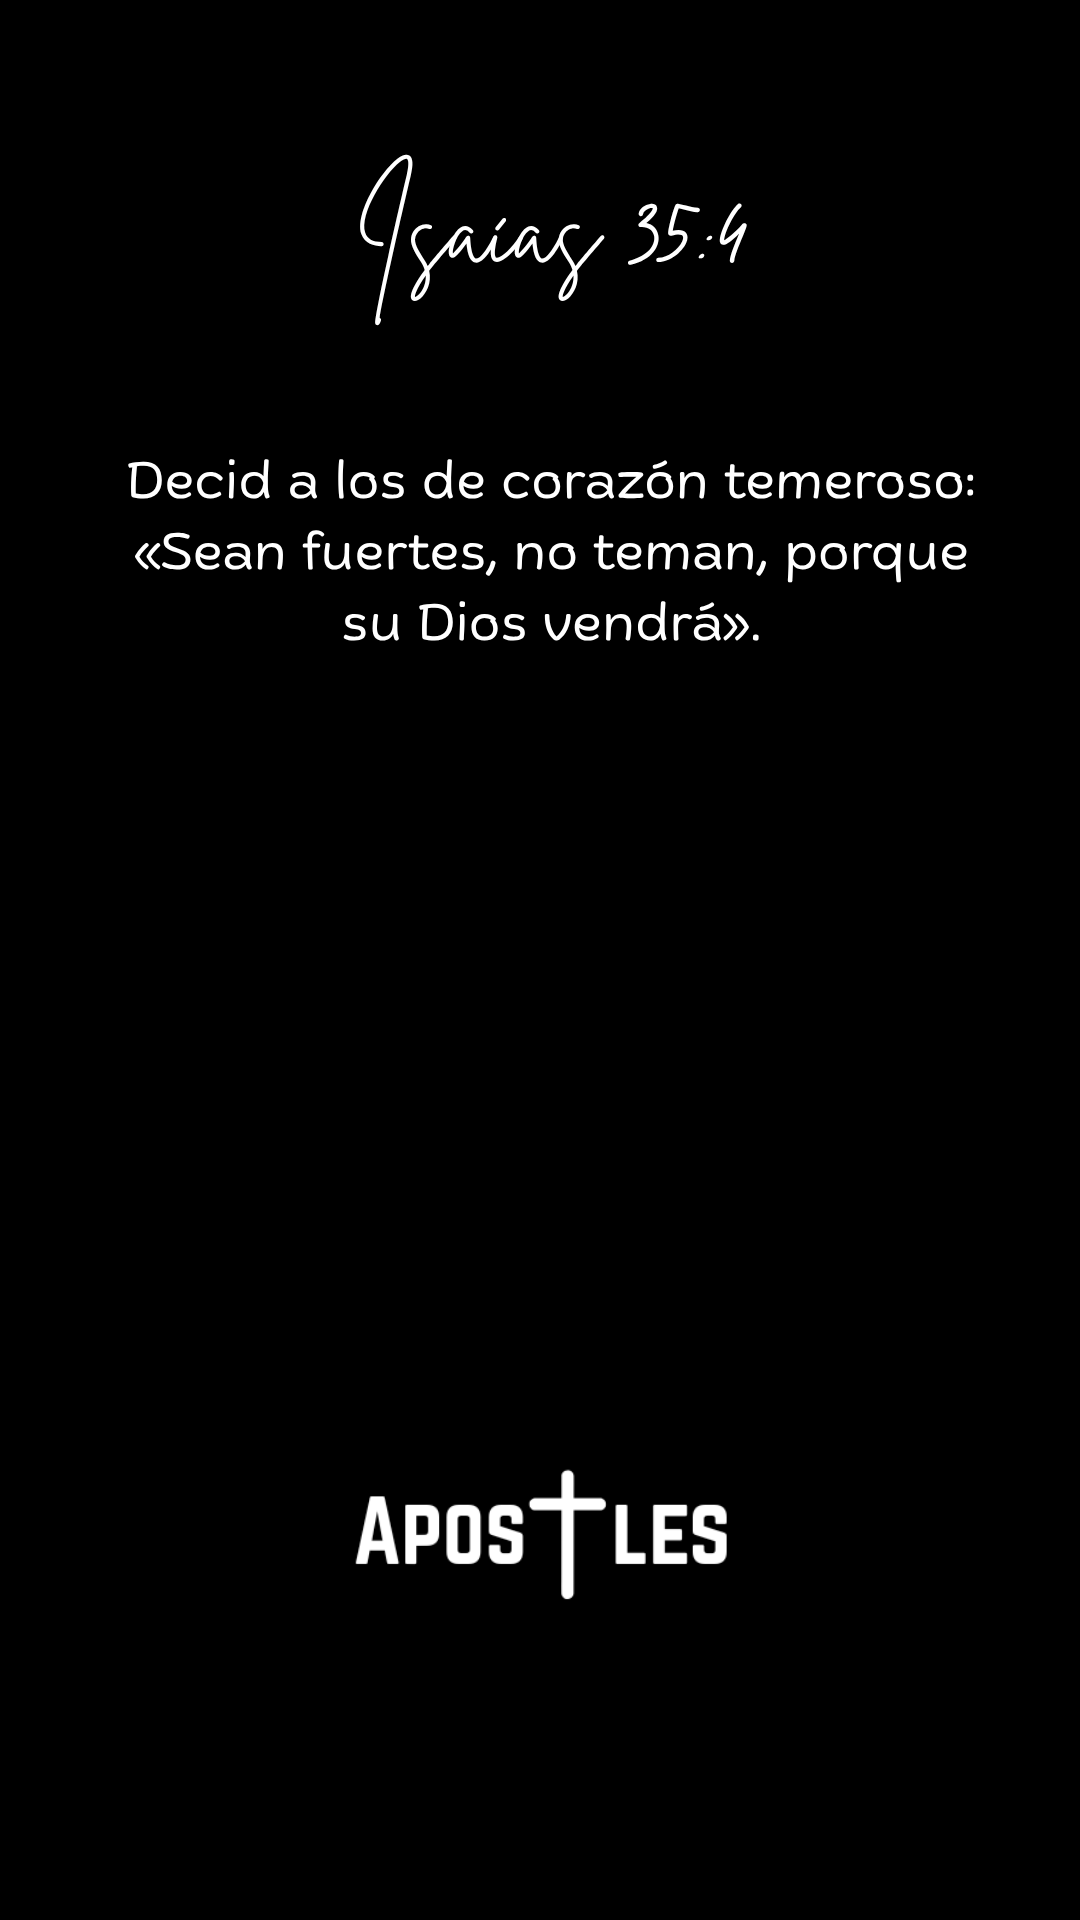 Isaías 35:4
Decid a los de corazón temeroso:
«Sean fuertes, no teman, porque
su Dios vendrá».
APOSTLES